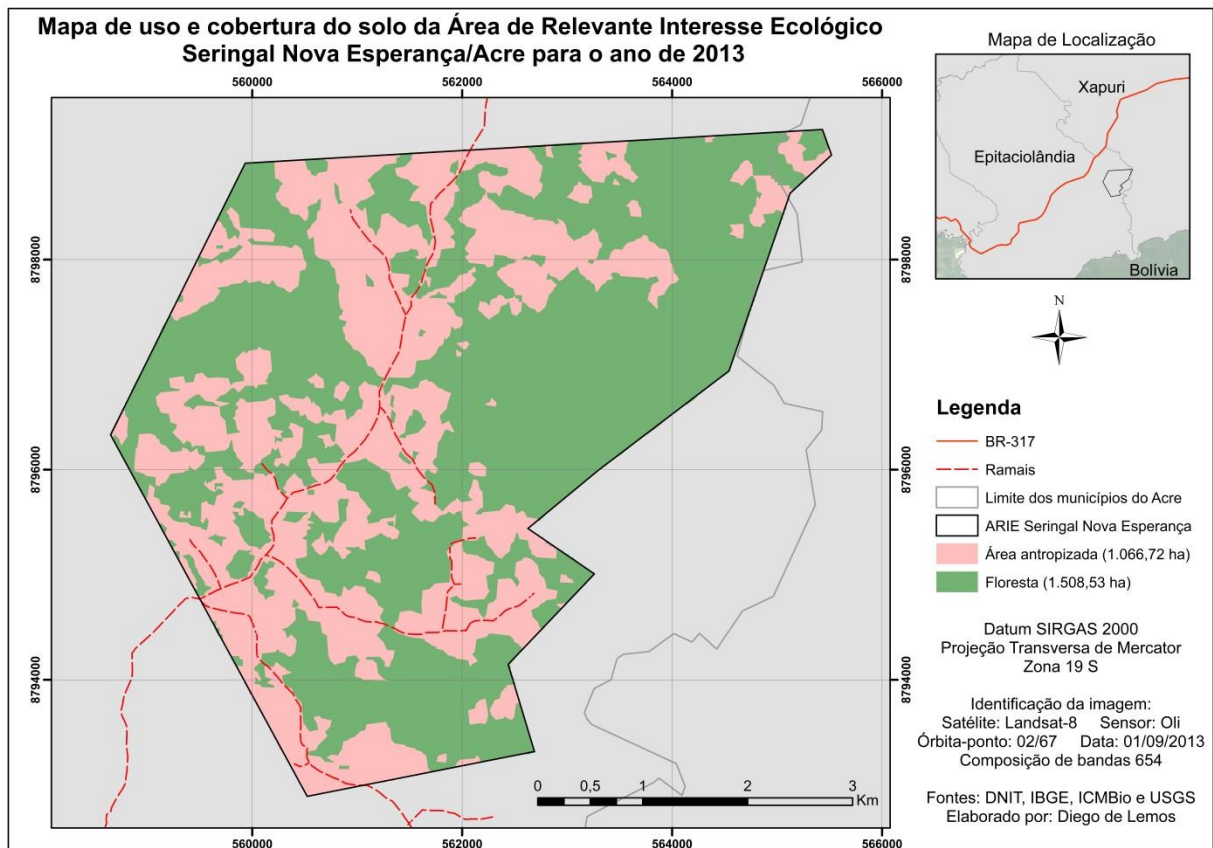 Mapa de uso e cobertura do solo da Área de Relevante Interesse Ecológico
Seringal Nova Esperança/Acre para o ano de 2013
560000
562000
564000
566000
8798000
8796000
8794000
8798000
8796000
8794000
560000
562000
564000
566000
0
0,5
1
2
3
Km
Mapa de Localização
Xapuri
Epitaciolândia
Bolívia
N
Legenda
BR-317
Ramais
Limite dos municípios do Acre
ARIE Seringal Nova Esperança
Área antropizada (1.066,72 ha)
Floresta (1.508,53 ha)
Datum SIRGAS 2000
Projeção Transversa de Mercator
Zona 19 S
Identificação da imagem:
Satélite: Landsat-8 Sensor: Oli
Órbita-ponto: 02/67 Data: 01/09/2013
Composição de bandas 654
Fontes: DNIT, IBGE, ICMBio e USGS
Elaborado por: Diego de Lemos